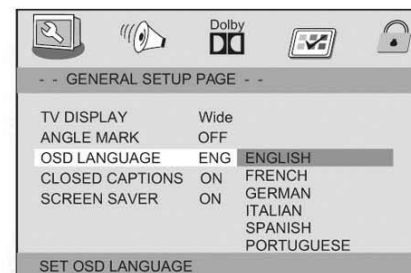 Dolby
- - GENERAL SETUP PAGE - -
TV DISPLAY Wide
ANGLE MARK OFF
OSD LANGUAGE ENG ENGLISH
CLOSED CAPTIONS ON FRENCH
SCREEN SAVER ON GERMAN
ITALIAN
SPANISH
PORTUGUESE
SET OSD LANGUAGE